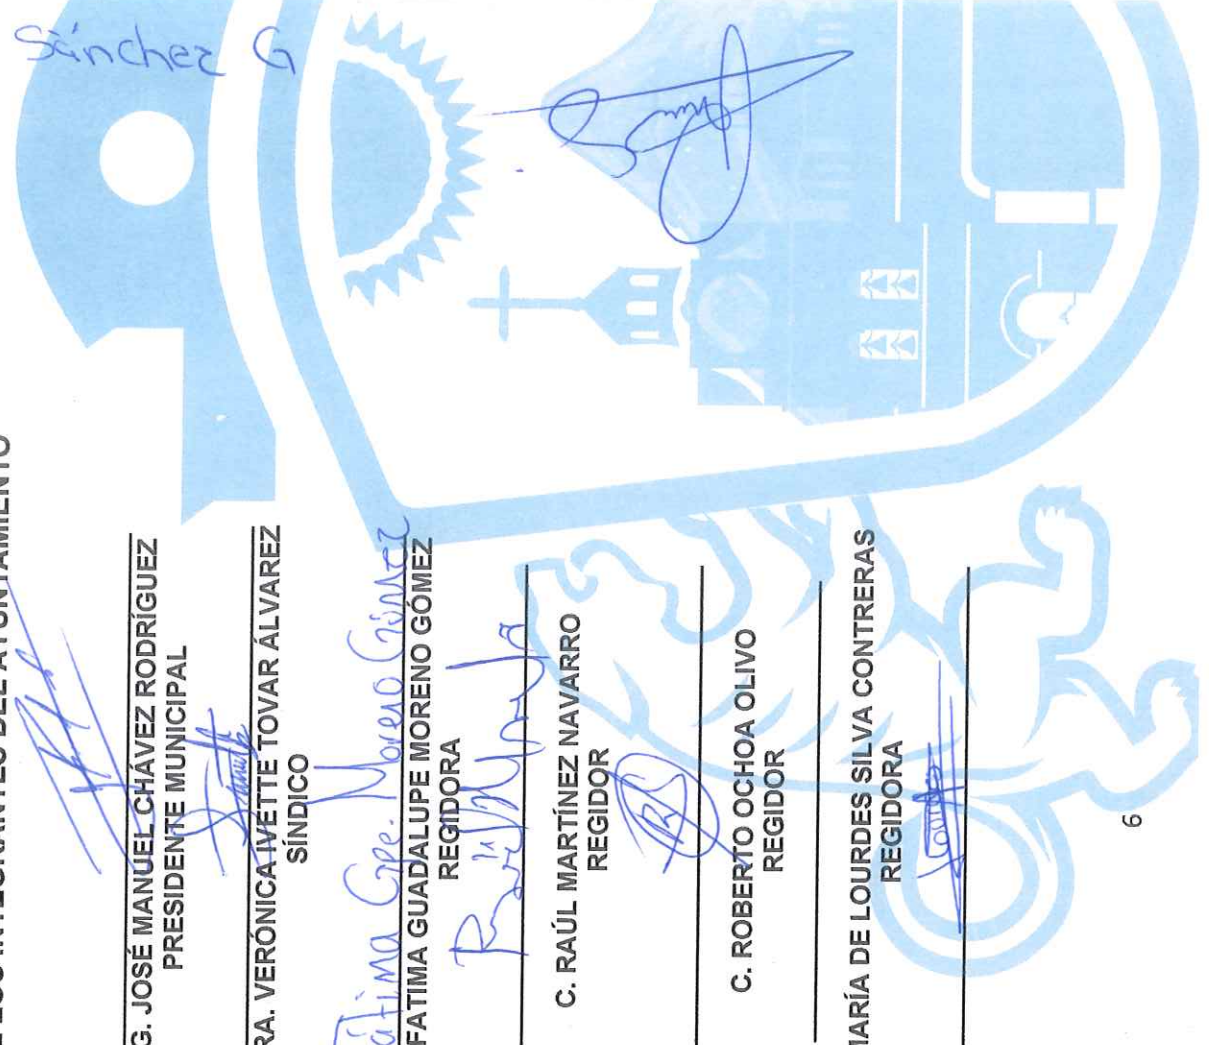 LOS INTEGRANTES DEL AYUNTAMIENTO
G. JOSÉ MANUEL CHÁVEZ RODRÍGUEZ
PRESIDENTE MUNICIPAL
RA. VERÓNICA IVETTE TOVAR ÁLVAREZ
SÍNDICO
átima Gpe. Moreno Gómez
FATIMA GUADALUPE MORENO GÓMEZ
REGIDORA
C. RAÚL MARTÍNEZ NAVARRO
REGIDOR
C. ROBERTO OCHOA OLIVO
REGIDOR
MARÍA DE LOURDES SILVA CONTRERAS
REGIDORA
6
Sánchez G